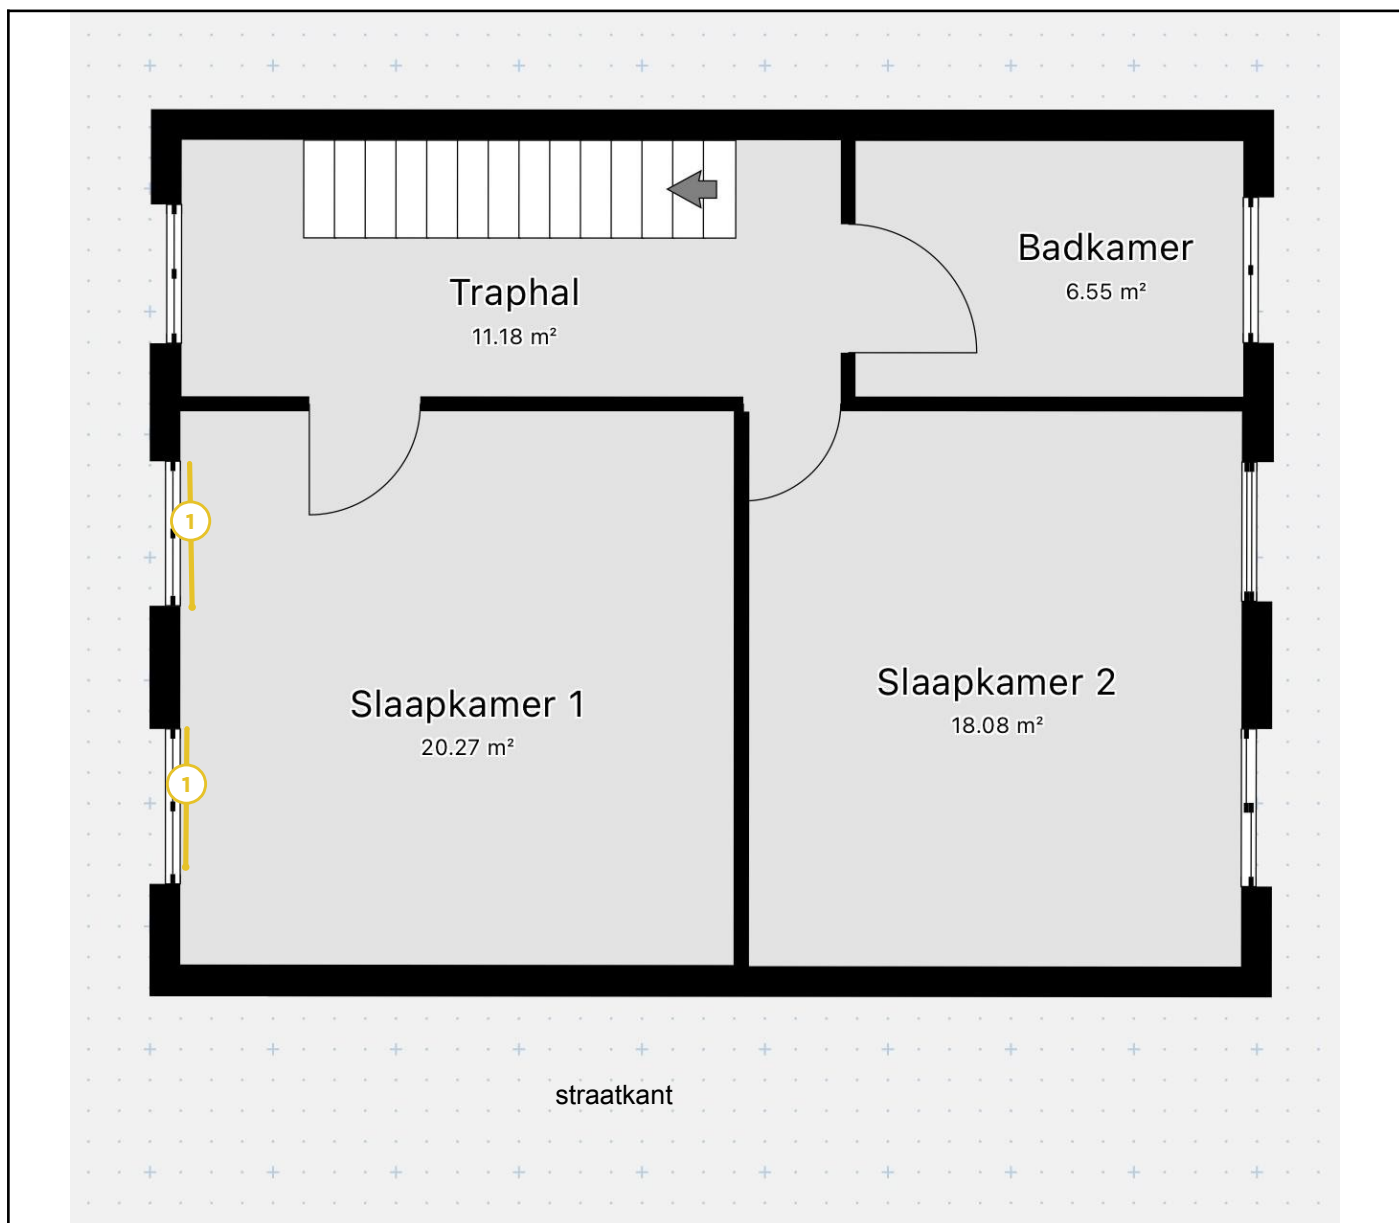 Badkamer
6.55 m²
Traphal
11.18 m²
1
Slaapkamer 2
18.08 m²
Slaapkamer 1
20.27 m²
1
straatkant